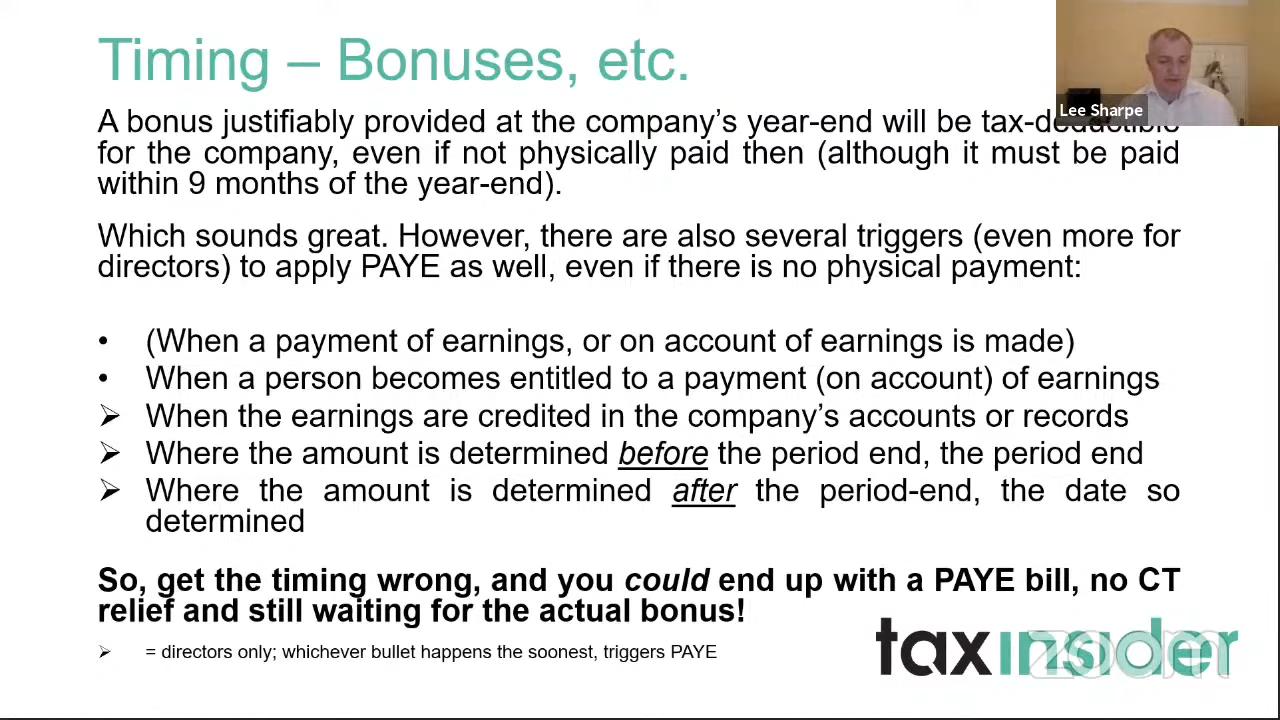 Timing – Bonuses, etc.
Lee Sharpe
A bonus justifiably provided at the company's year-end will be tax-deductible
for the company, even if not physically paid then (although it must be paid
within 9 months of the year-end).
Which sounds great. However, there are also several triggers (even more for
directors) to apply PAYE as well, even if there is no physical payment:
• (When a payment of earnings, or on account of earnings is made)
• When a person becomes entitled to a payment (on account) of earnings
➢ When the earnings are credited in the company's accounts or records
➢ Where the amount is determined before the period end, the period end
➢ Where the amount is determined after the period-end, the date so
determined
So, get the timing wrong, and you could end up with a PAYE bill, no CT
relief and still waiting for the actual bonus!
➢ = directors only; whichever bullet happens the soonest, triggers PAYE
taxinsider
zoom